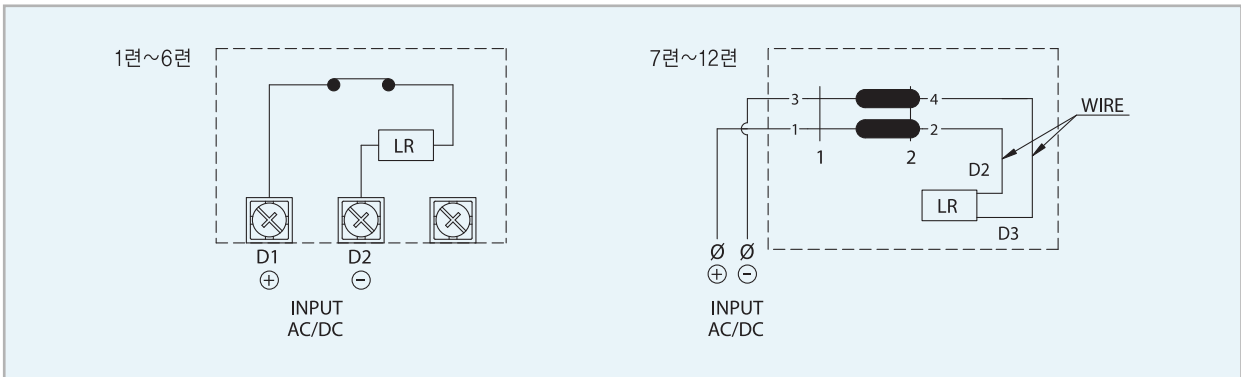 1련~6련
LR
D1
D2
⊕
⊖
INPUT
AC/DC
7련~12련
3
4
WIRE
1
2
1
2
D2
LR
D3
Ø Ø
⊕ ⊖
INPUT
AC/DC